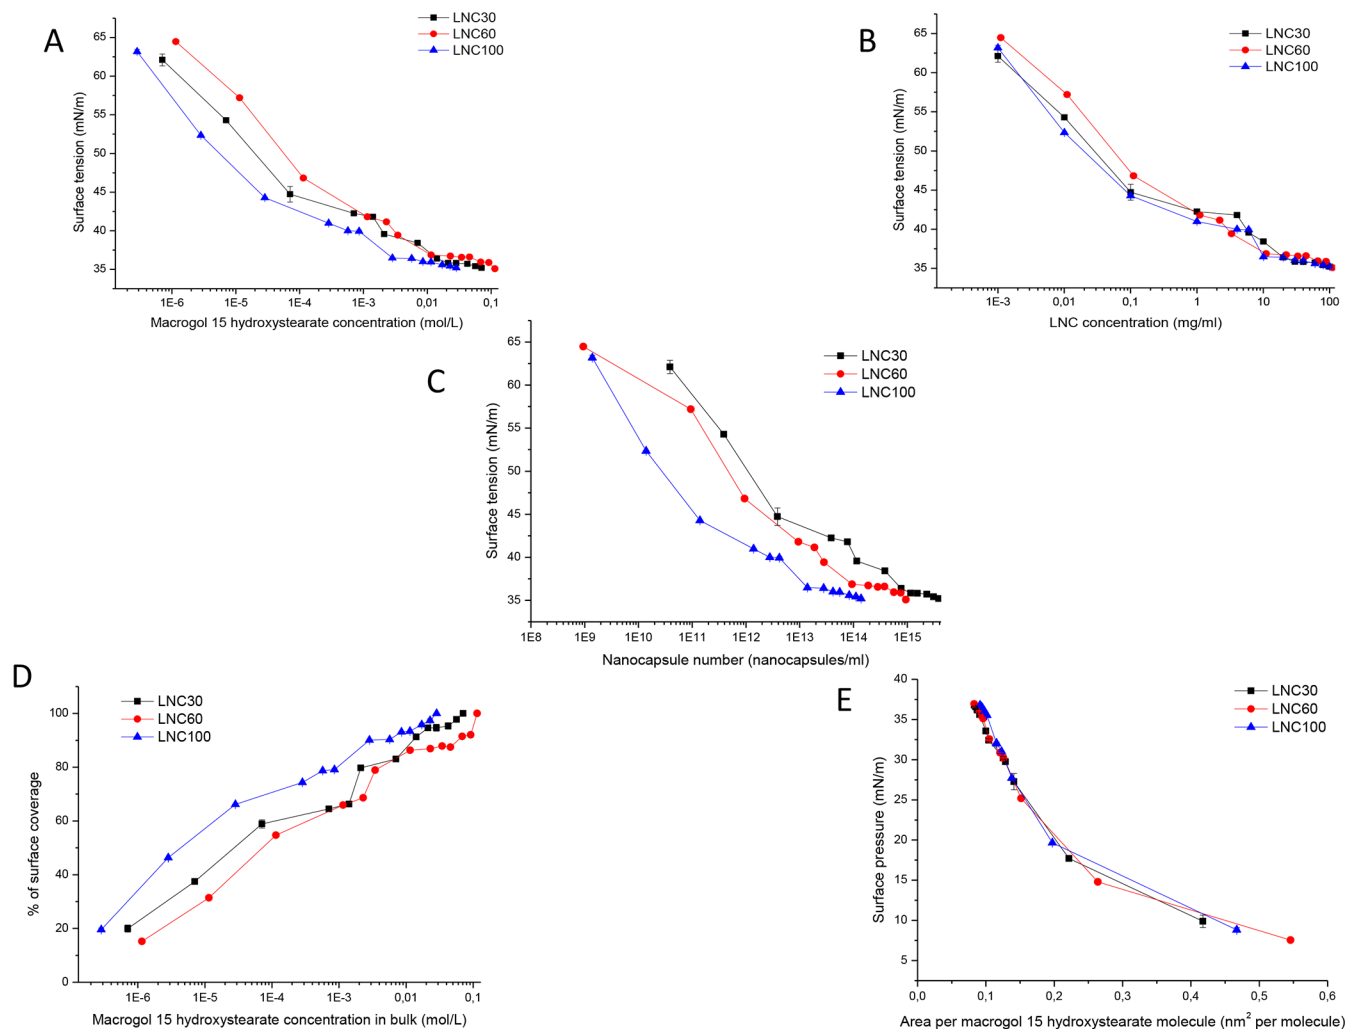 A
LNC30
LNC60
LNC100
65
60
55
50
45
40
35
Surface tension (mN/m)
1E-6
1E-5
1E-4
1E-3
0,01
0,1
Macrogol 15 hydroxystearate concentration (mol/L)
B
LNC30
LNC60
LNC100
65
60
55
50
45
40
35
Surface tension (mN/m)
1E-3
0,01
0,1
1
10
100
LNC concentration (mg/ml)
C
LNC30
LNC60
LNC100
65
60
55
50
45
40
35
Surface tension (mN/m)
1E8
1E9
1E10
1E11
1E12
1E13
1E14
1E15
Nanocapsule number (nanocapsules/ml)
D
LNC30
LNC60
LNC100
100
80
60
40
20
0
% of surface coverage
1E-6
1E-5
1E-4
1E-3
0,01
0,1
Macrogol 15 hydroxystearate concentration in bulk (mol/L)
E
LNC30
LNC60
LNC100
40
35
30
25
20
15
10
5
Surface pressure (mN/m)
0,0
0,1
0,2
0,3
0,4
0,5
0,6
Area per macrogol 15 hydroxystearate molecule (nm² per molecule)